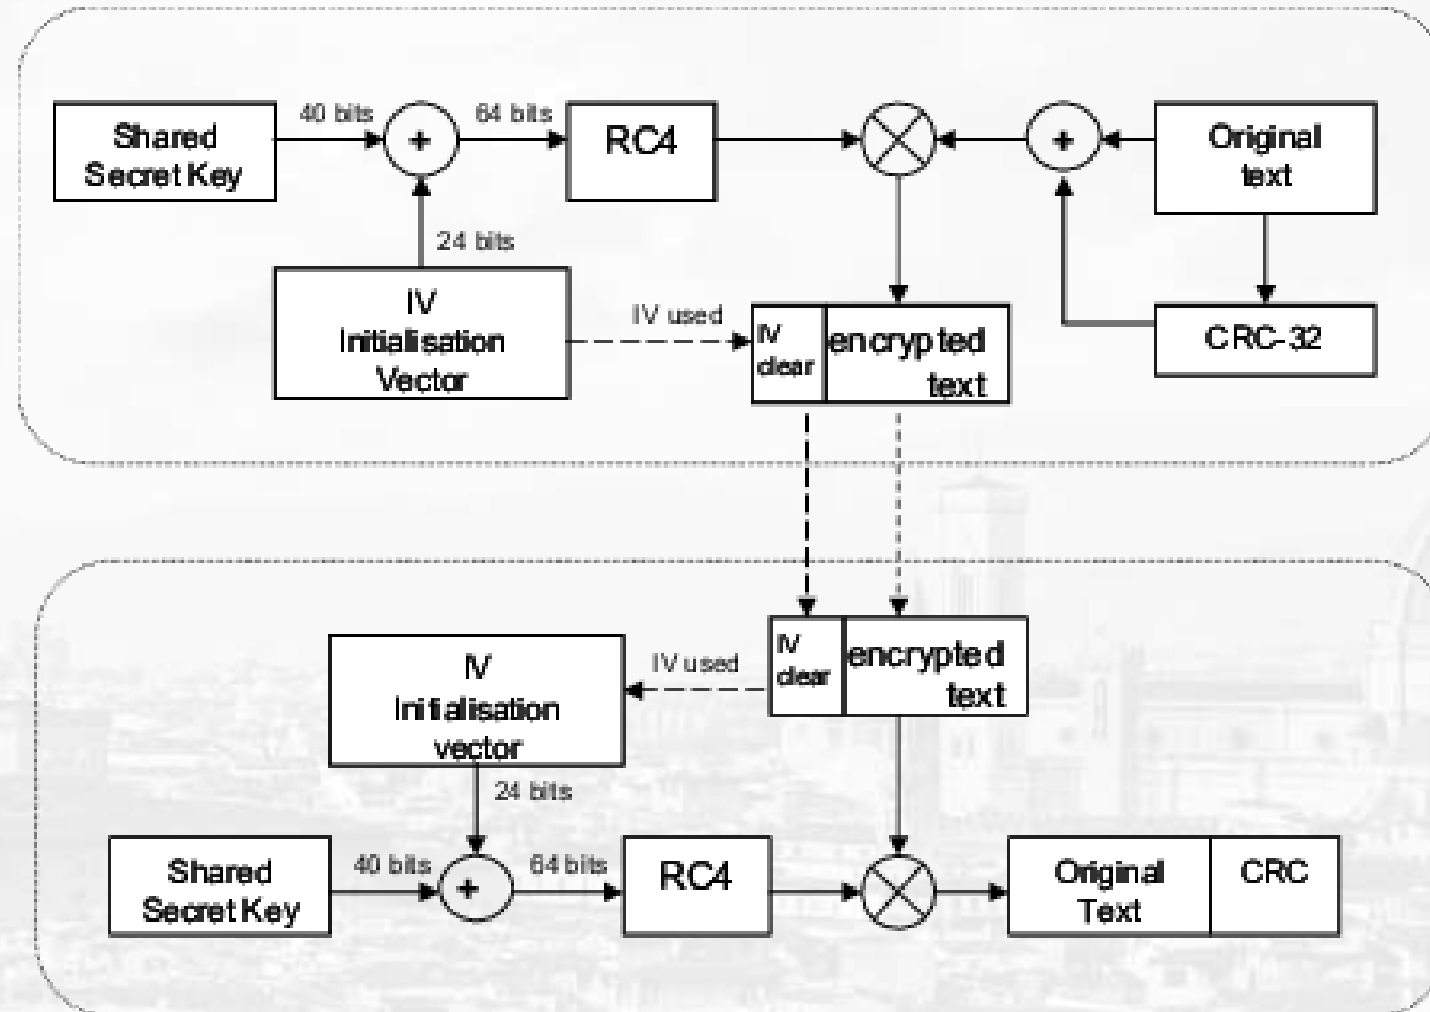 Shared
Secret Key
40 bits
+
64 bits
RC4
+
Original
text
24 bits
IV
Initialisation
Vector
IV used
IV
clear
encrypted
text
CRC-32
IV
Initialisation
vector
IV used
IV
clear
encrypted
text
24 bits
Shared
Secret Key
40 bits
+
64 bits
RC4
Original
Text
CRC